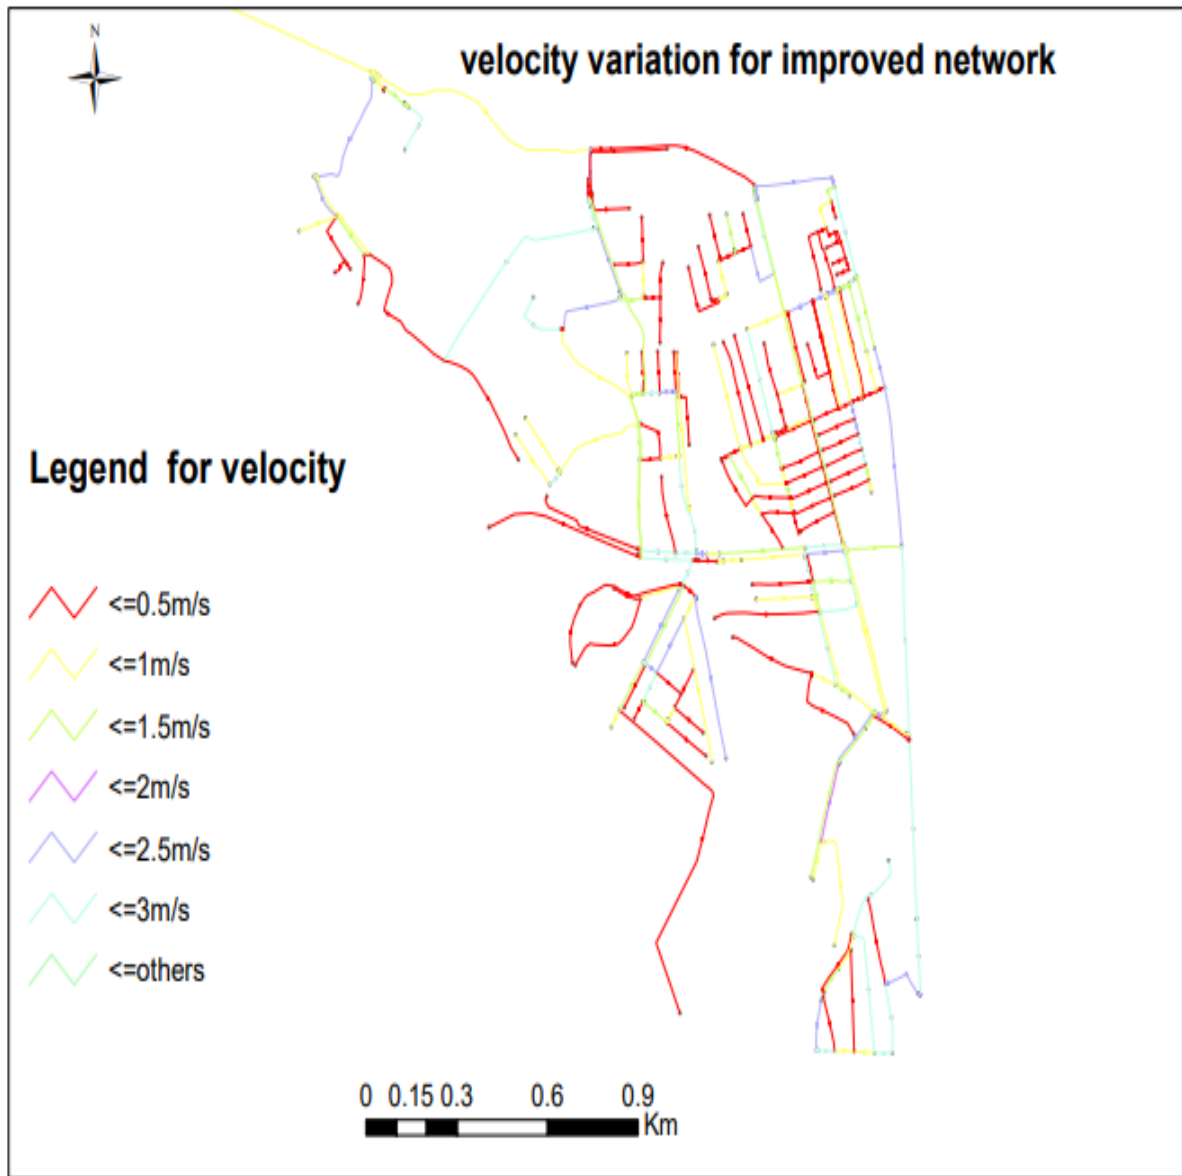 N
velocity variation for improved network
Legend for velocity
<=0.5m/s
<=1m/s
<=1.5m/s
<=2m/s
<=2.5m/s
<=3m/s
<=others
0 0.15 0.3 0.6 0.9
Km